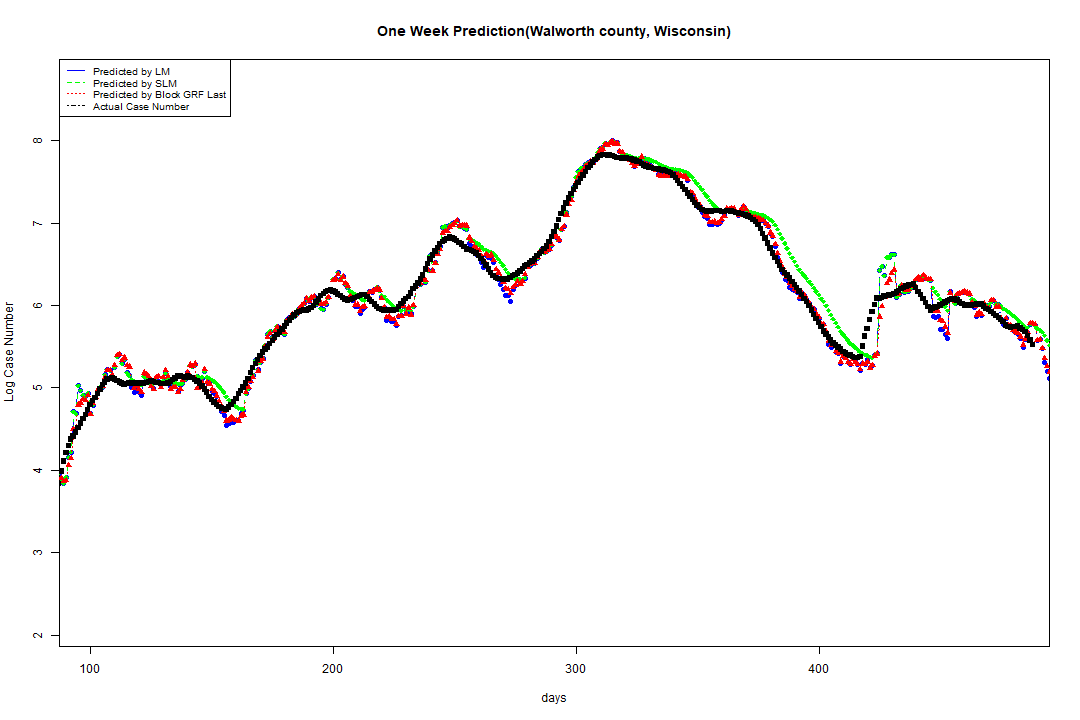 One Week Prediction(Walworth county, Wisconsin)
Predicted by LM
Predicted by SLM
Predicted by Block GRF Last
Actual Case Number
8
7
6
5
4
3
2
Log Case Number
100 200 300 400
days